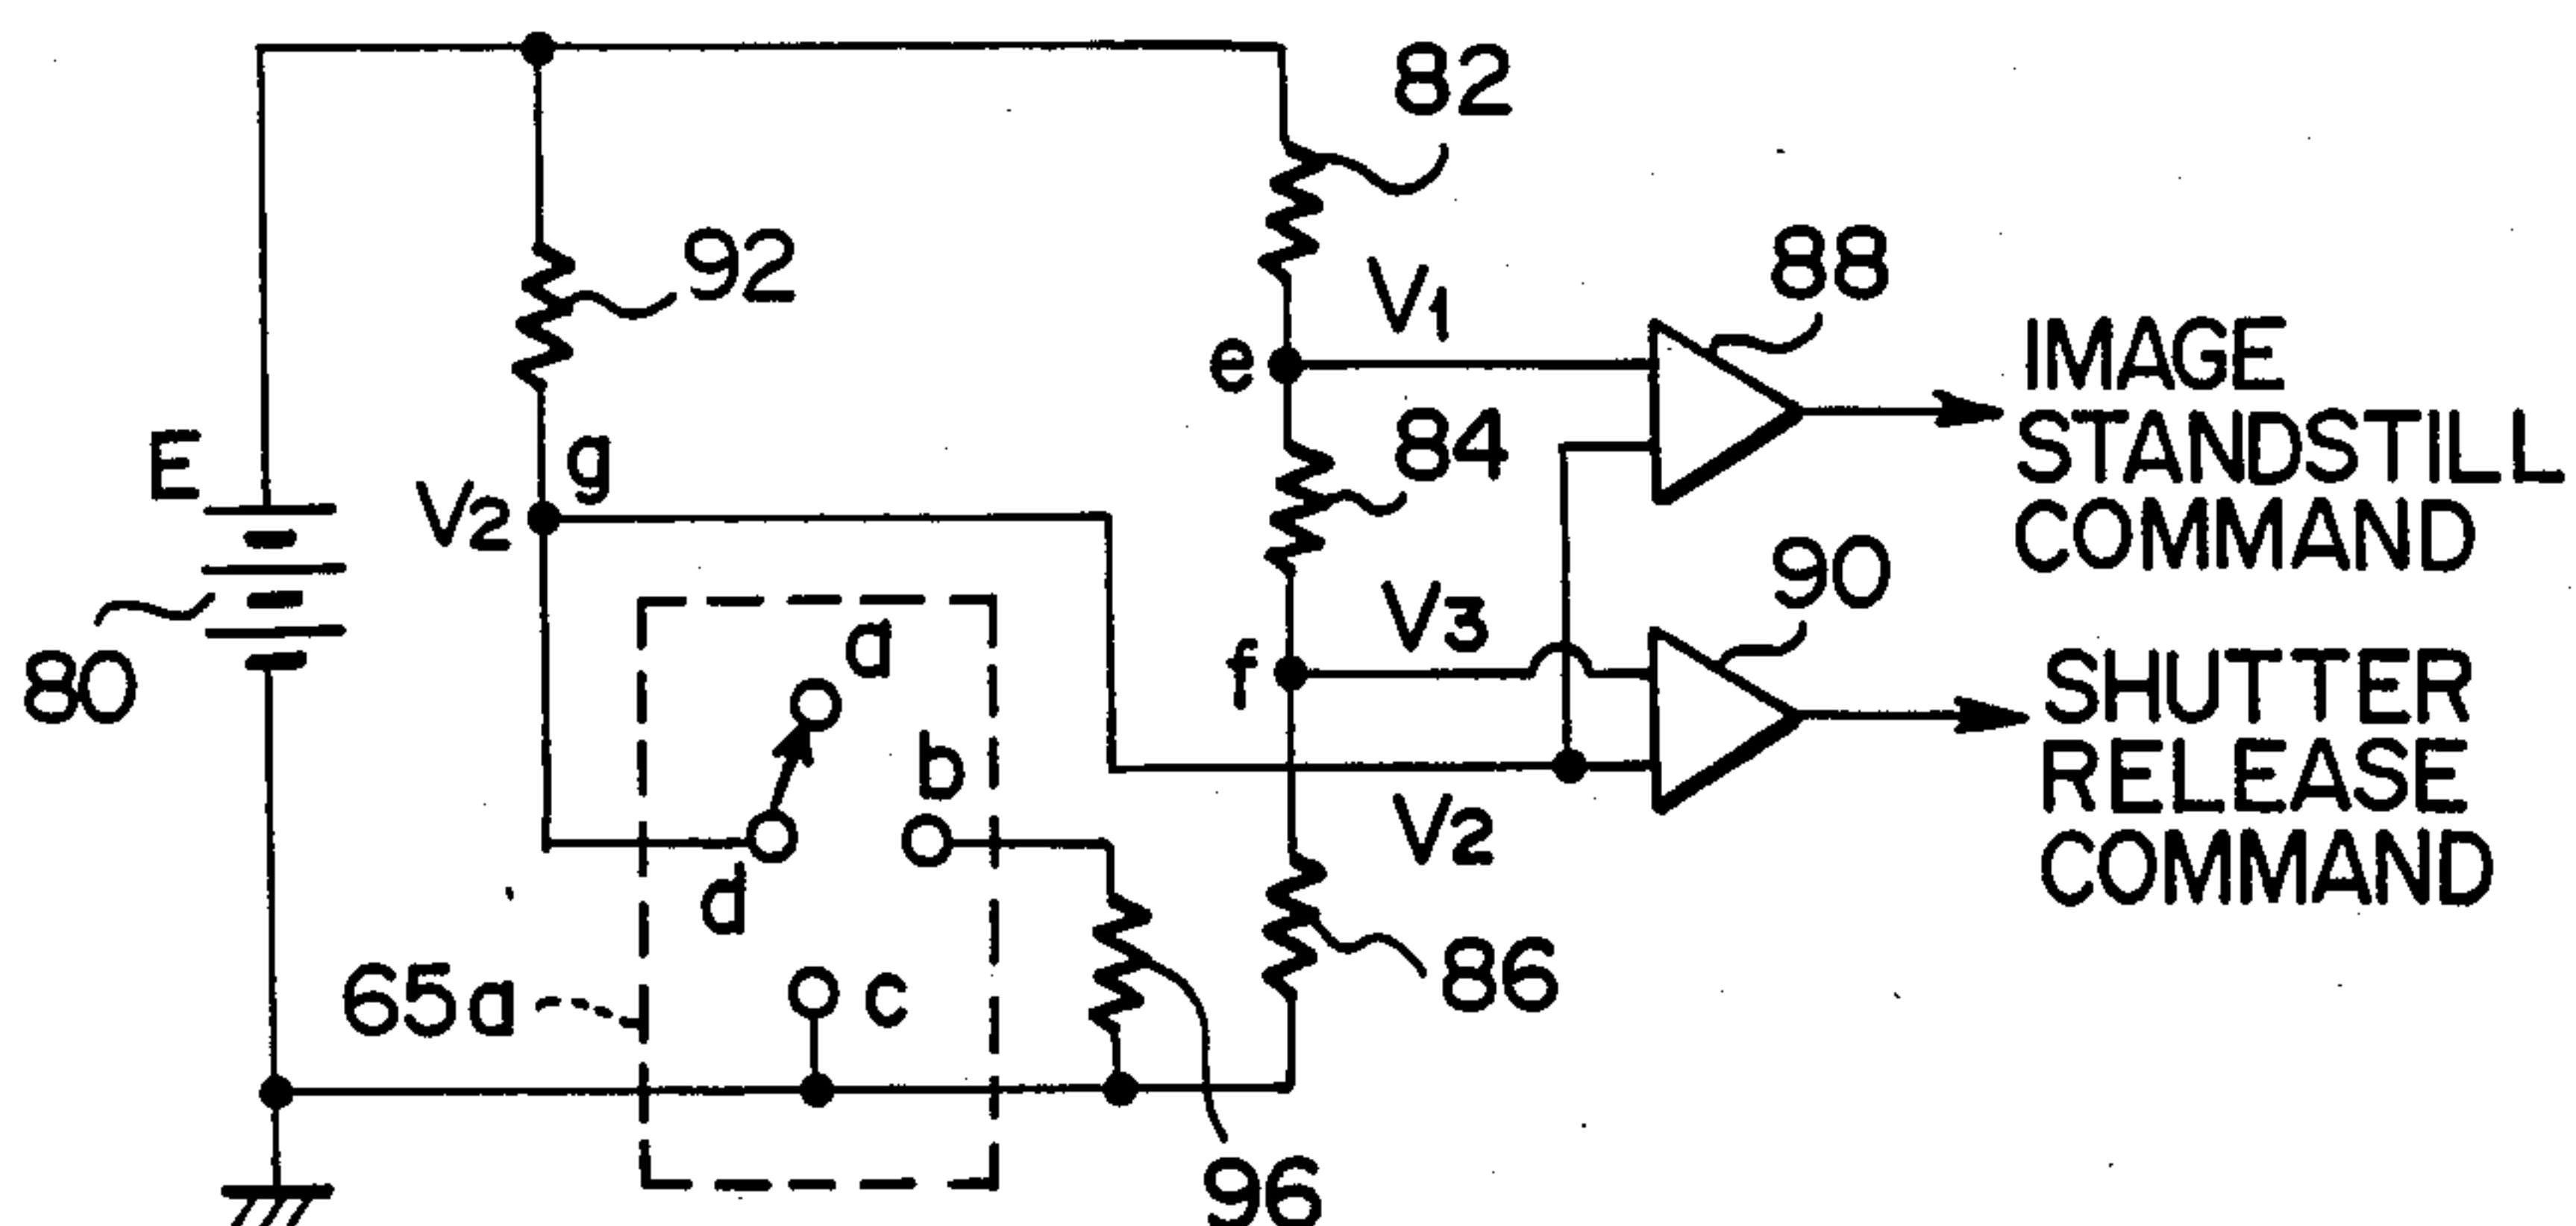 82
92
V1
88
e
IMAGE
STANDSTILL
COMMAND
E
g
84
V2
90
80
a
V3
f
SHUTTER
RELEASE
COMMAND
b
V2
d
65a
c
86
96